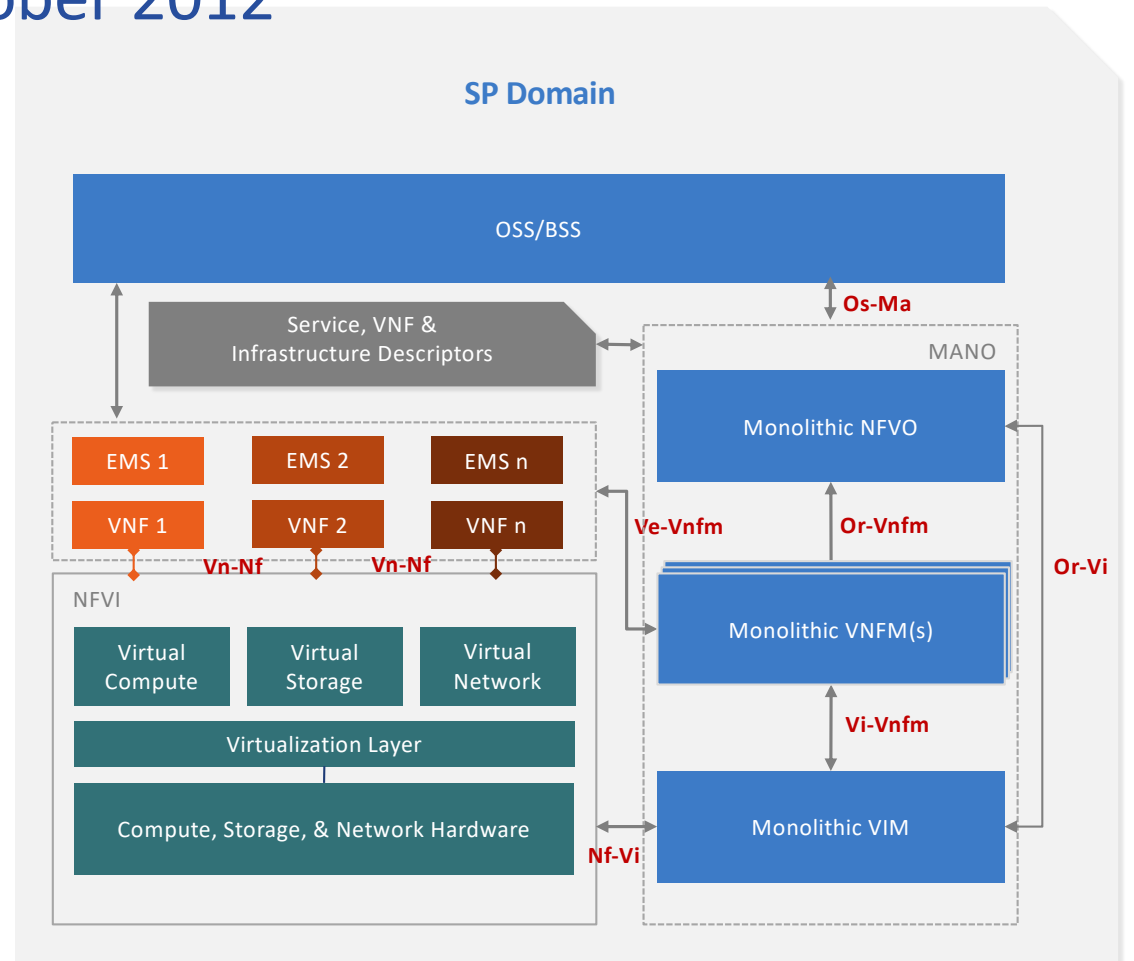 ober 2012
SP Domain
OSS/BSS
Os-Ma
Service, VNF &
Infrastructure Descriptors
MANO
Monolithic NFVO
EMS 1
EMS 2
EMS n
VNF 1
VNF 2
VNF n
Ve-Vnfm
Or-Vnfm
Vn-Nf
Vn-Nf
Or-Vi
NFVI
Monolithic VNFM(s)
Virtual
Compute
Virtual
Storage
Virtual
Network
Vi-Vnfm
Virtualization Layer
Compute, Storage, & Network Hardware
Monolithic VIM
Nf-Vi